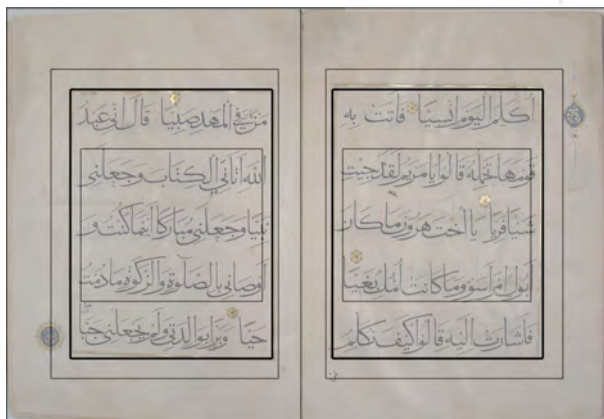 اكلم اليوم انسيا فاتت به
قومها تحمله قالوا يا مريم لقد جيت
شيئا فريا يا اخت هرون ما كان
ابوك امرا سوء وما كانت امك بغيا
فاشارت اليه قالوا كيف نكلم
من كان في المهد صبيا قال اني عبد
الله اتاني الكتاب وجعلني
نبيا وجعلني مباركا اينما كنت و
اوصاني بالصلوة والزكوة ما دمت
حيا وبرا بوالدتي ولم يجعلني جبا